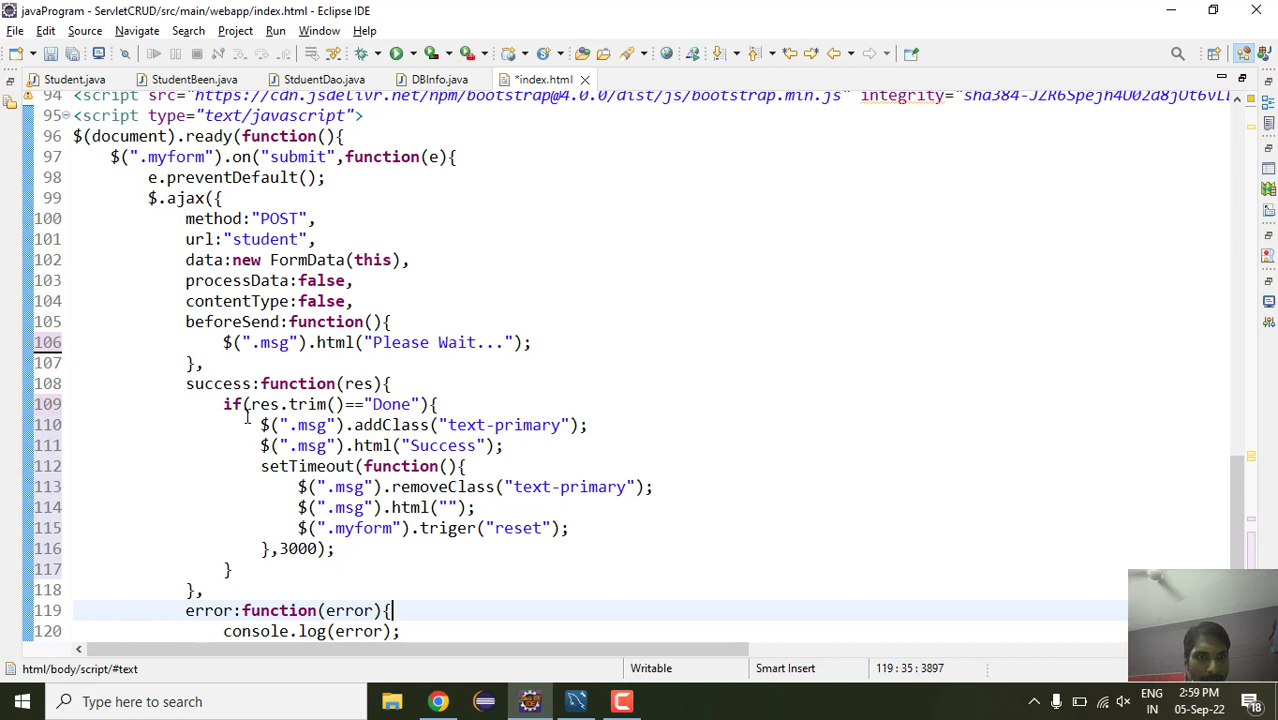 javaProgram - ServletCRUD/src/main/webapp/index.html - Eclipse IDE
File Edit Source Navigate Search Project Run Window Help
Student.java StudentBeen.java StduentDao.java DBInfo.java *index.html
94 <script src="https://cdn.jsdelivr.net/npm/bootstrap@4.0.0/dist/js/bootstrap.min.js" integrity="sha384-JZR6Spejh4U02d8jOt6vLE
95 <script type="text/javascript">
96 $(document).ready(function(){
97 $(".myform").on("submit",function(e){
98 e.preventDefault();
99 $.ajax({
100 method:"POST",
101 url:"student",
102 data:new FormData(this),
103 processData:false,
104 contentType:false,
105 beforeSend:function(){
106 $(".msg").html("Please Wait...");
107 },
108 success:function(res){
109 if(res.trim()=="Done"){
110 $(".msg").addClass("text-primary");
111 $(".msg").html("Success");
112 setTimeout(function(){
113 $(".msg").removeClass("text-primary");
114 $(".msg").html("");
115 $(".myform").triger("reset");
116 },3000);
117 }
118 },
119 error:function(error){
120 console.log(error);
html/body/script/#text Writable Smart Insert 119 : 35 : 3897
Type here to search
ENG
IN
2:59 PM
05-Sep-22
18